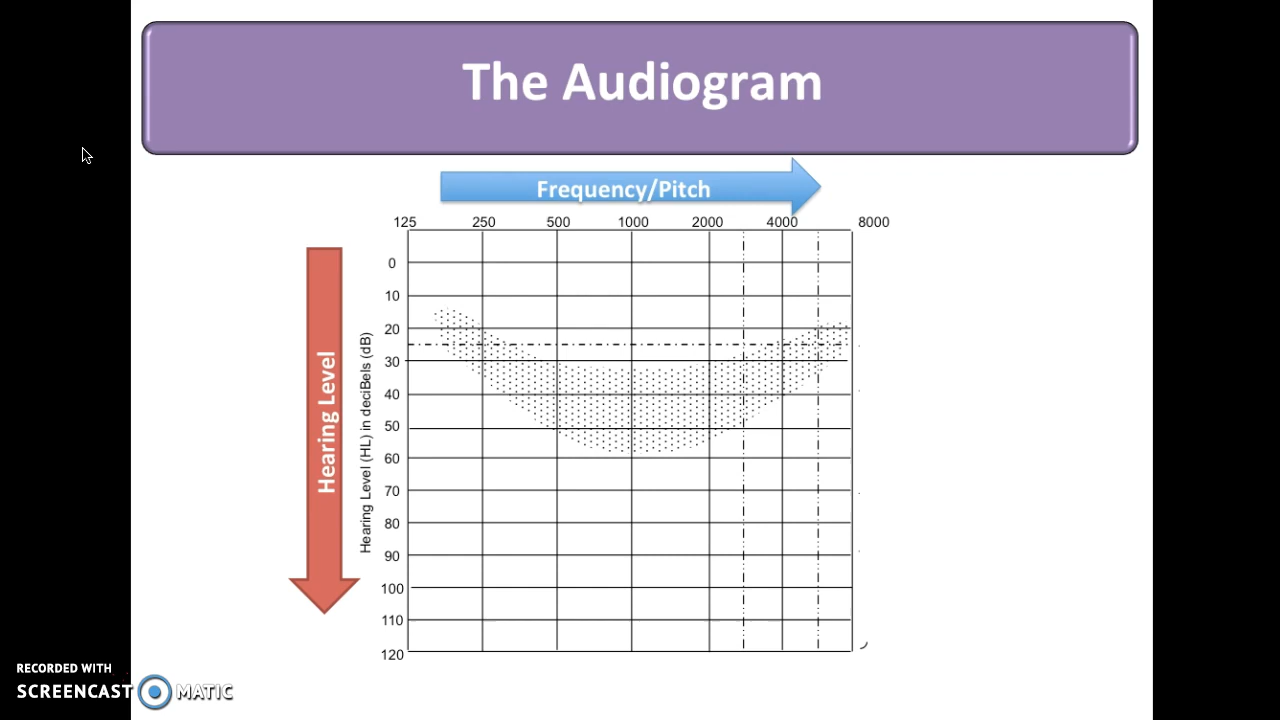 The Audiogram
Frequency/Pitch
125 250 500 1000 2000 4000 8000
Hearing Level
Hearing Level (HL) in deciBels (dB)
0
10
20
30
40
50
60
70
80
90
100
110
120
RECORDED WITH
SCREENCAST MATIC